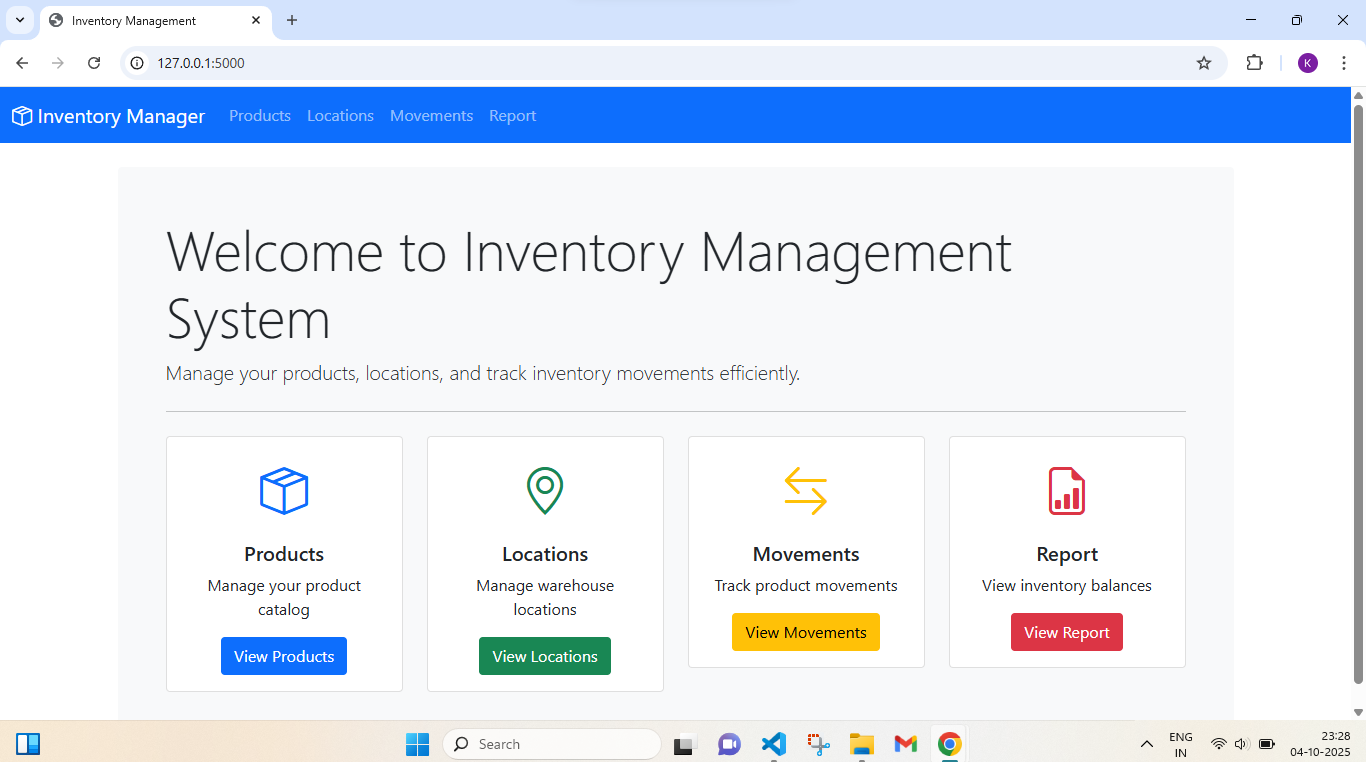 Inventory Management
127.0.0.1:5000
K
Inventory Manager Products Locations Movements Report
Welcome to Inventory Management
System
Manage your products, locations, and track inventory movements efficiently.
Products
Manage your product
catalog
View Products
Locations
Manage warehouse
locations
View Locations
Movements
Track product movements
View Movements
Report
View inventory balances
View Report
Search
ENG
IN
23:28
04-10-2025